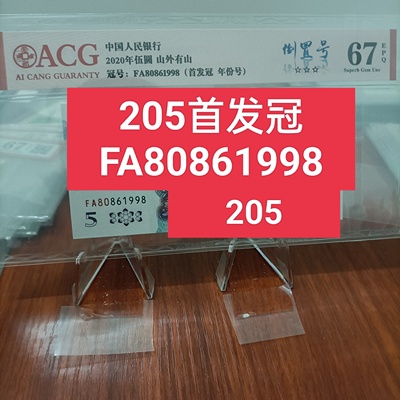 ACG
AI CANG GUARANTY
中国人民银行
2020年伍圆 山外有山
冠号:FA80861998(首发冠 年份号)
倒置号
☆☆☆
67
EPQ
Superb Gem Unc
205首发冠
FA80861998
205
FA80861998
5